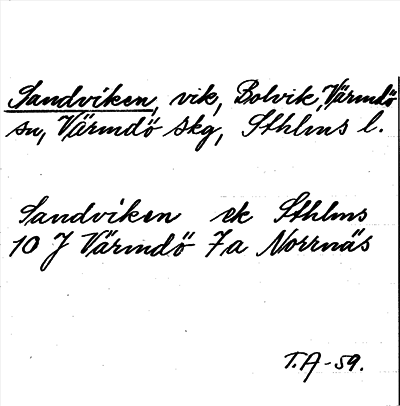 Sandviken, vik, Bolvik, Värmdö
sn, Värmdö skg, Sthlms l.
Sandviken ek Sthlms
10 J Värmdö 7a Norrnäs
T.A-59.